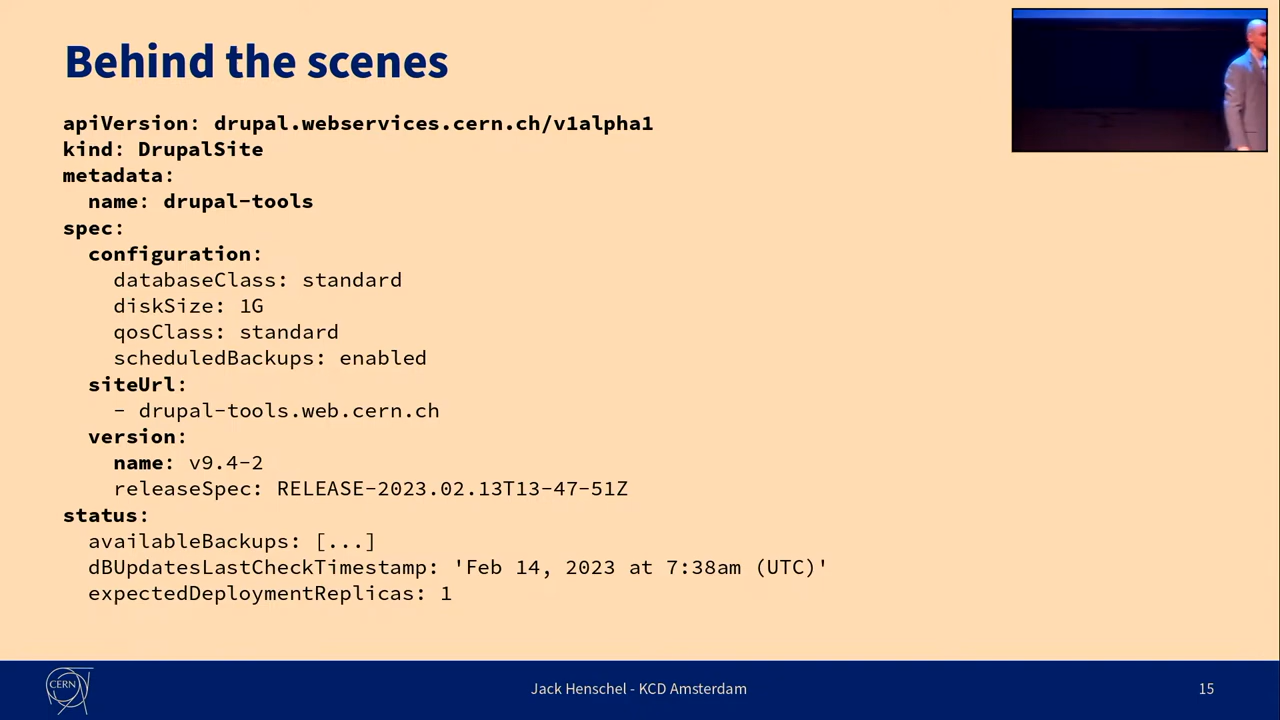 Behind the scenes
apiVersion: drupal.webservices.cern.ch/v1alpha1
kind: DrupalSite
metadata:
  name: drupal-tools
spec:
  configuration:
    databaseClass: standard
    diskSize: 1G
    qosClass: standard
    scheduledBackups: enabled
  siteUrl:
    - drupal-tools.web.cern.ch
  version:
    name: v9.4-2
    releaseSpec: RELEASE-2023.02.13T13-47-51Z
status:
  availableBackups: [...]
  dBUpdatesLastCheckTimestamp: 'Feb 14, 2023 at 7:38am (UTC)'
  expectedDeploymentReplicas: 1
CERN
Jack Henschel - KCD Amsterdam
15